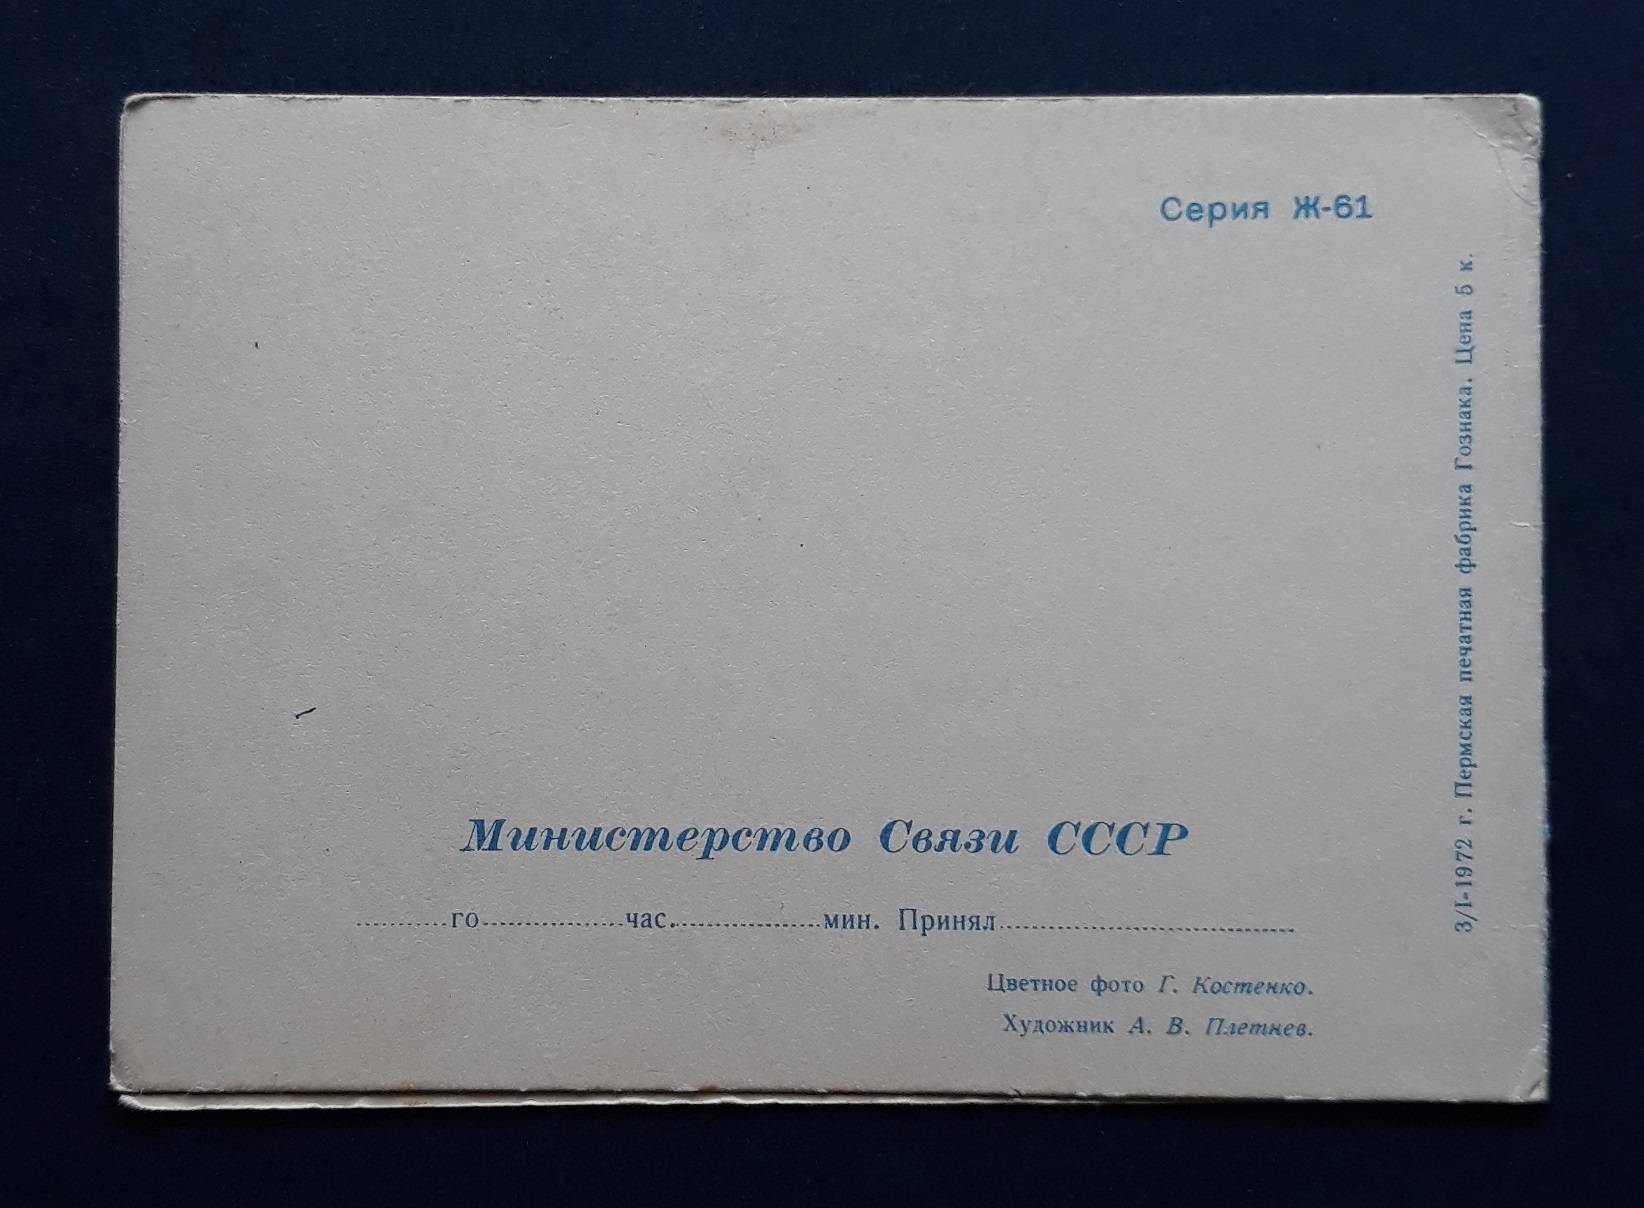 Серия Ж-61
3/I-1972 г. Пермская печатная фабрика Гознака. Цена 5 к.
Министерство Связи СССР
..........го...............час................мин. Принял................................
Цветное фото Г. Костенко.
Художник А. В. Плетнев.